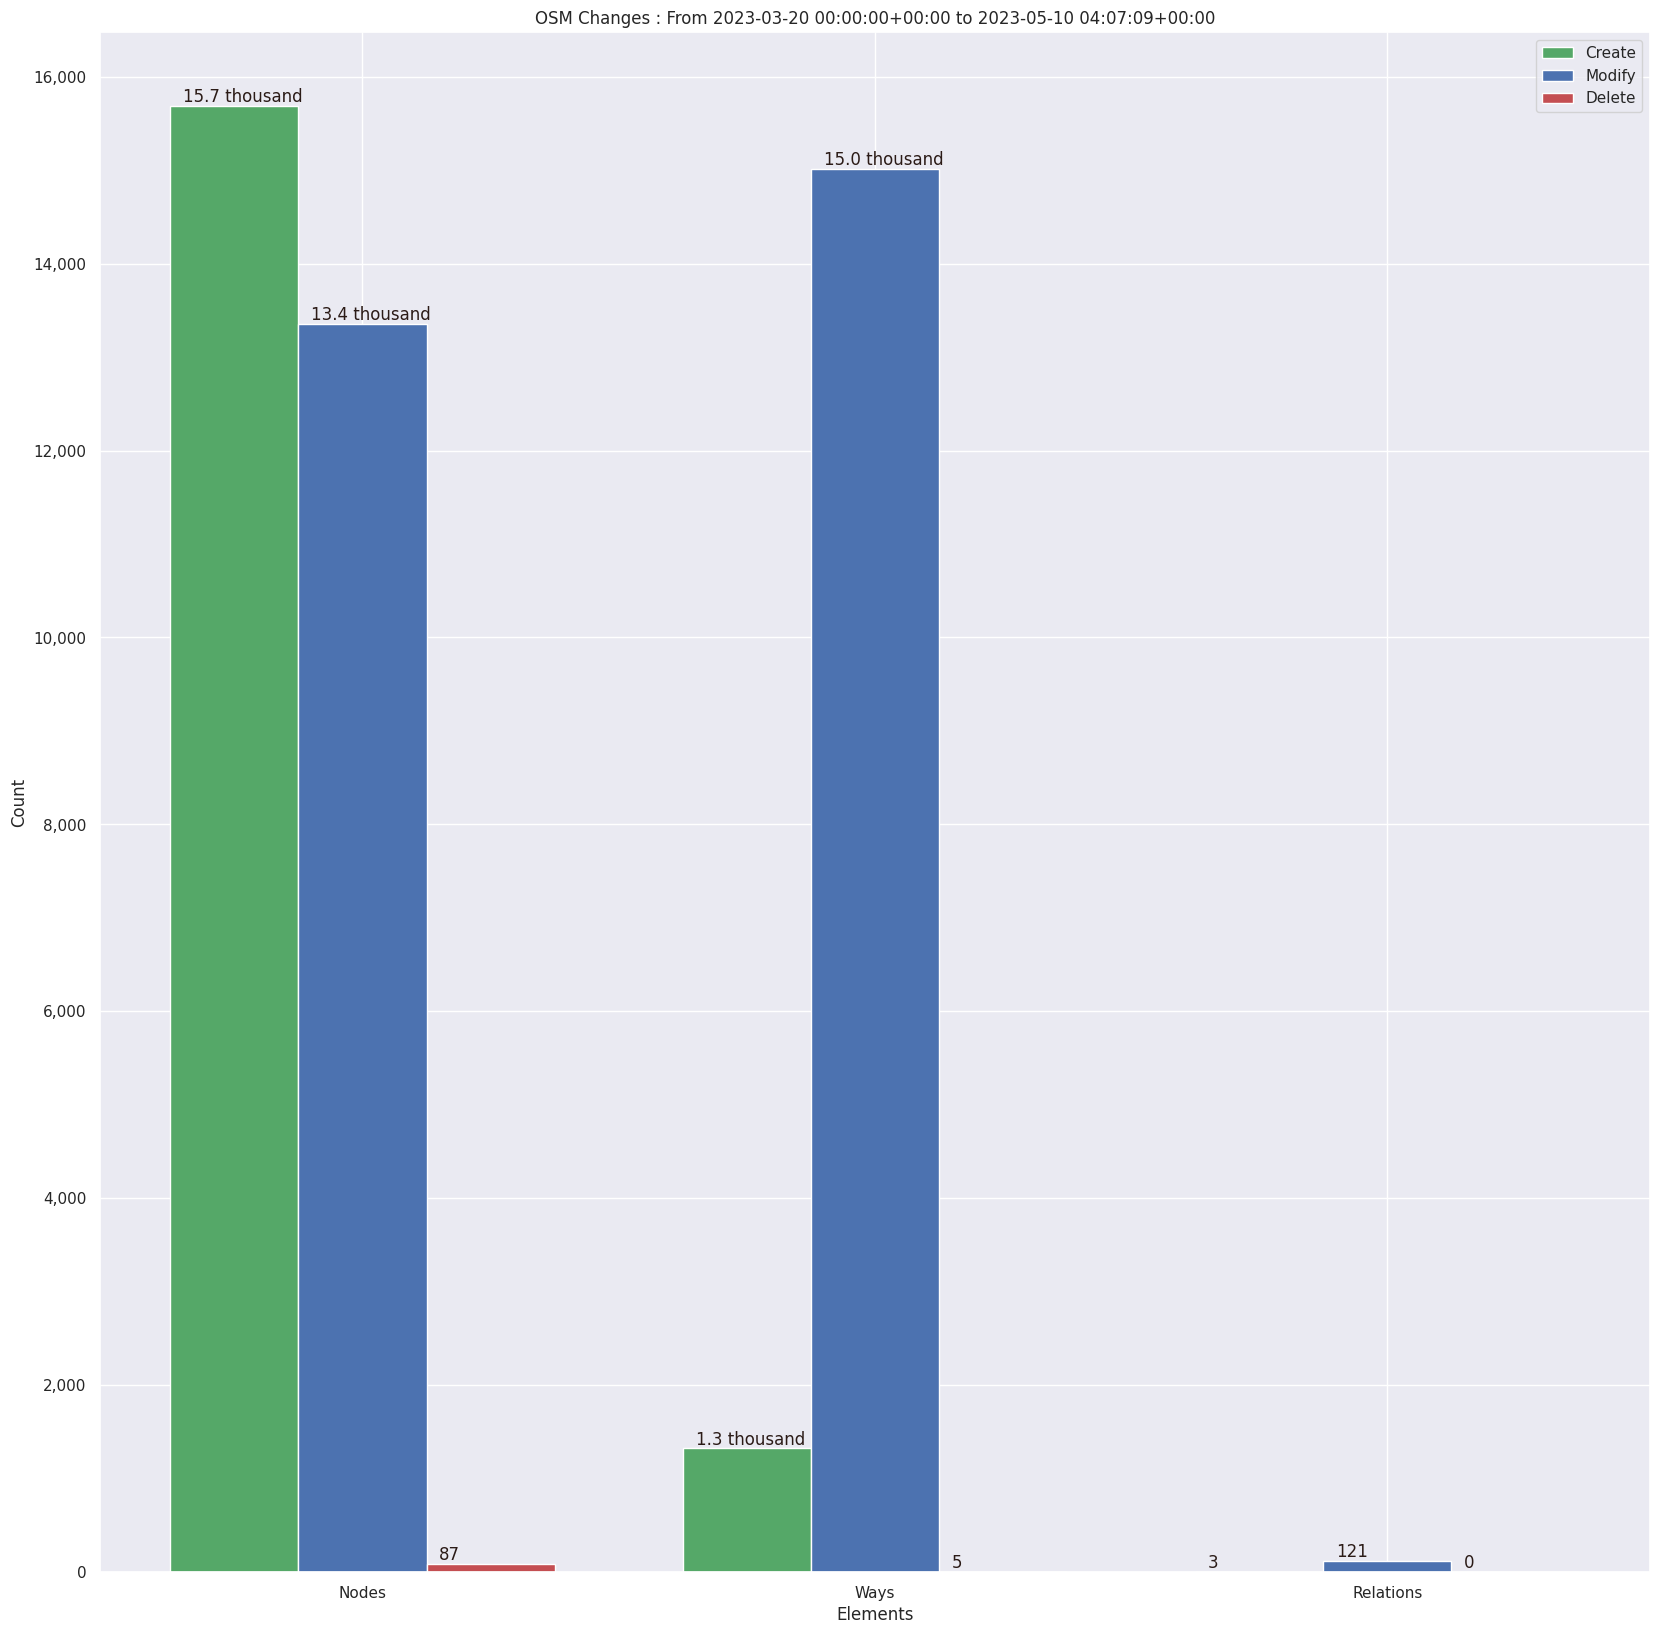 OSM Changes : From 2023-03-20 00:00:00+00:00 to 2023-05-10 04:07:09+00:00
Create
Modify
Delete
16,000
14,000
12,000
10,000
8,000
6,000
4,000
2,000
0
Count
15.7 thousand
13.4 thousand
87
1.3 thousand
15.0 thousand
5
3
121
0
Nodes
Ways
Relations
Elements